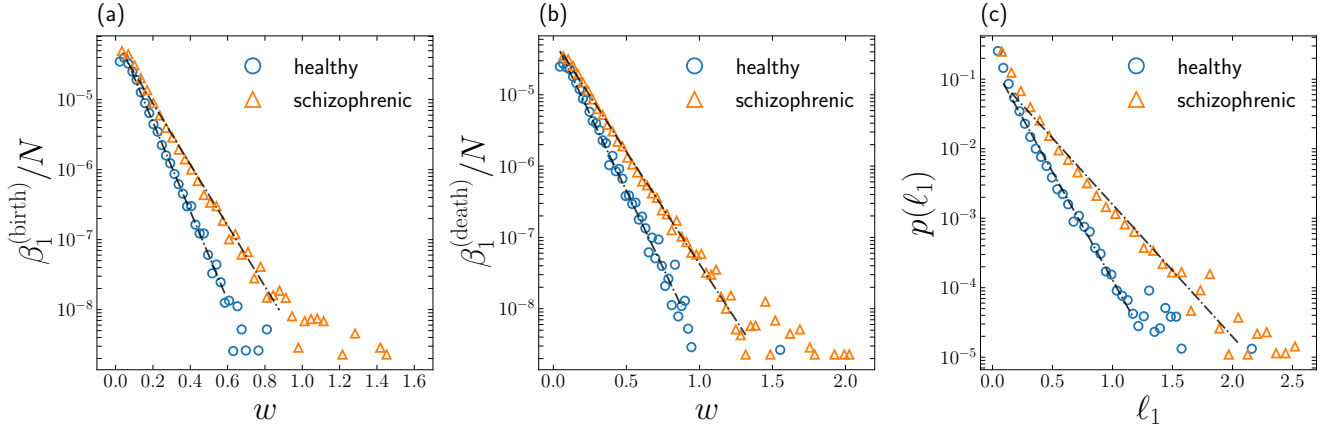 (a)
healthy
schizophrenic
10⁻⁵
10⁻⁶
10⁻⁷
10⁻⁸
β₁^(birth)/N
0.0 0.2 0.4 0.6 0.8 1.0 1.2 1.4 1.6
w
(b)
healthy
schizophrenic
10⁻⁵
10⁻⁶
10⁻⁷
10⁻⁸
β₁^(death)/N
0.0 0.5 1.0 1.5 2.0
w
(c)
healthy
schizophrenic
10⁻¹
10⁻²
10⁻³
10⁻⁴
10⁻⁵
p(ℓ₁)
0.0 0.5 1.0 1.5 2.0 2.5
ℓ₁